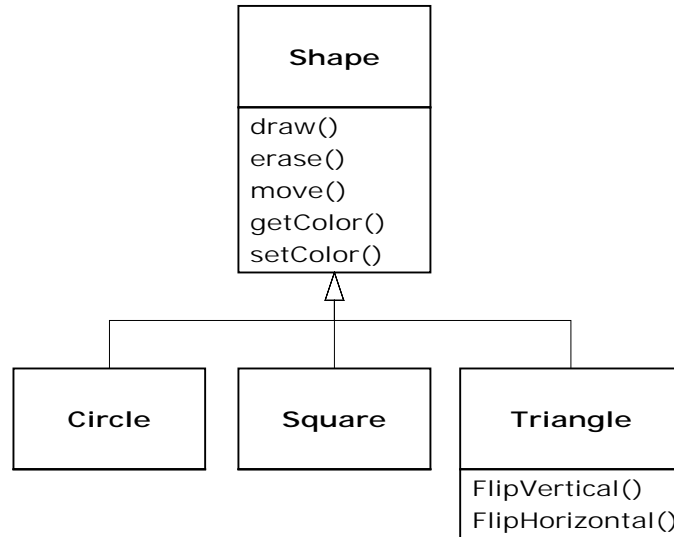 Shape
draw()
erase()
move()
getColor()
setColor()
Circle
Square
Triangle
FlipVertical()
FlipHorizontal()